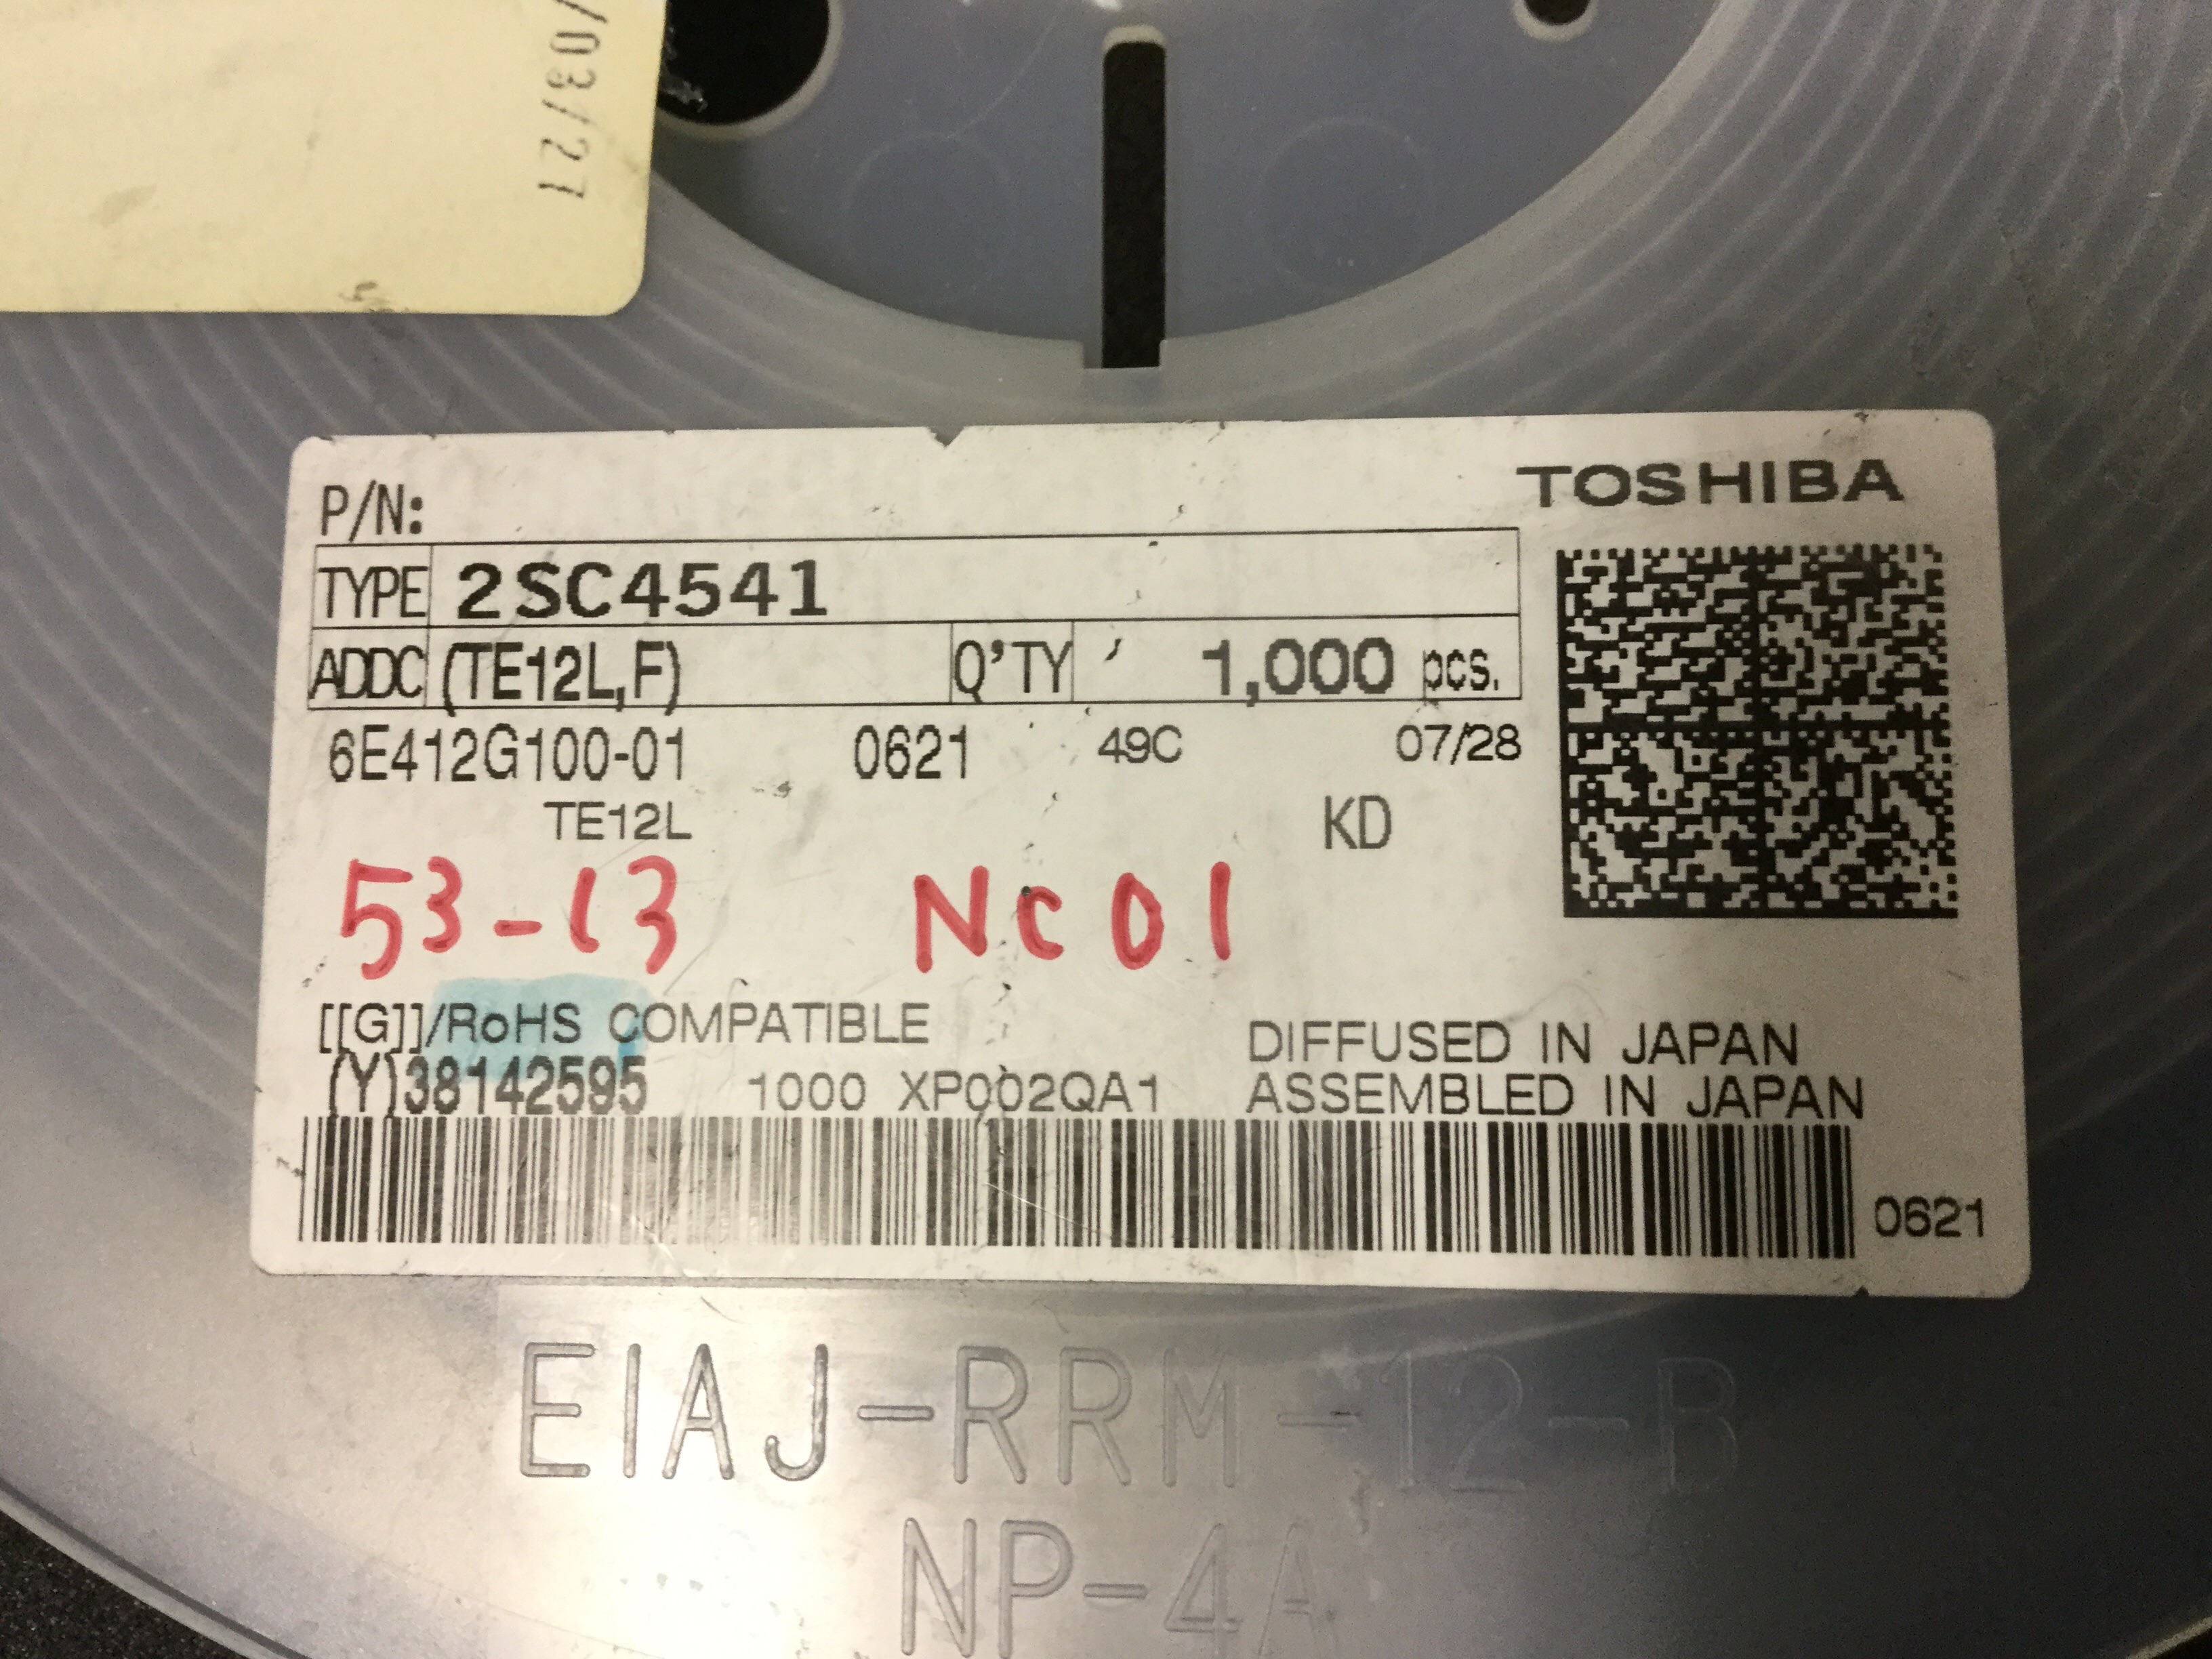 /03/27
TOSHIBA
P/N:
TYPE 2SC4541
ADDC (TE12L,F) Q'TY 1,000 pcs.
6E412G100-01 0621 49C 07/28
TE12L KD
53-13 NC01
[[G]]/RoHS COMPATIBLE
(Y)38142595 1000 XP002QA1
DIFFUSED IN JAPAN
ASSEMBLED IN JAPAN
0621
EIAJ-RRM-12-B
NP-4A